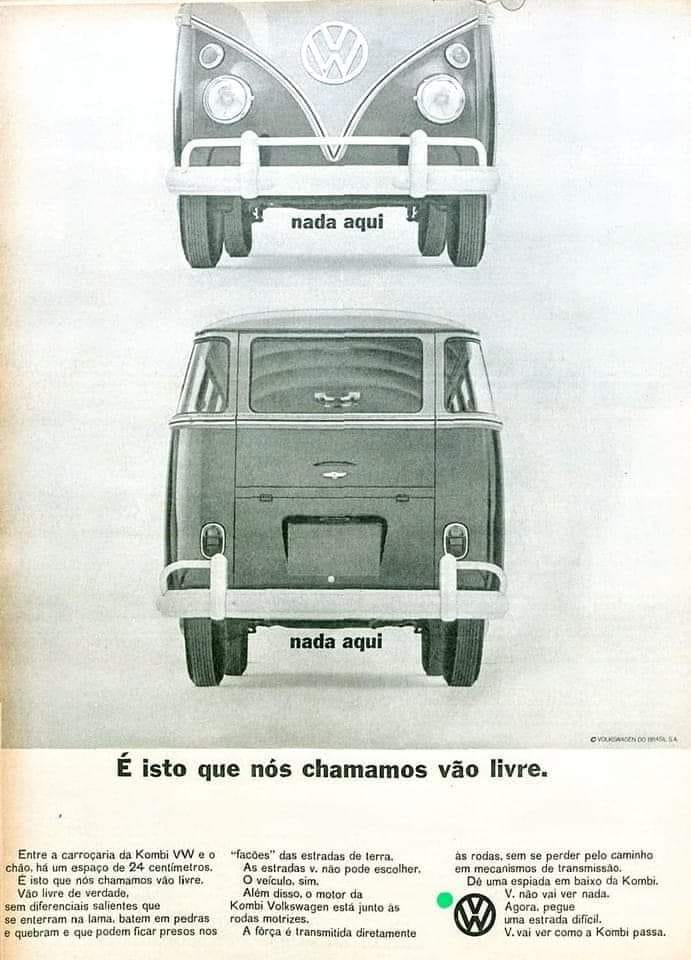 nada aqui
nada aqui
© VOLKSWAGEN DO BRASIL S.A.
É isto que nós chamamos vão livre.
Entre a carroçaria da Kombi VW e o
chão, há um espaço de 24 centímetros.
É isto que nós chamamos vão livre.
Vão livre de verdade,
sem diferenciais salientes que
se enterram na lama, batem em pedras
e quebram e que podem ficar presos nos
"facões" das estradas de terra.
As estradas v. não pode escolher.
O veículo, sim.
Além disso, o motor da
Kombi Volkswagen está junto às
rodas motrizes.
A fôrça é transmitida diretamente
às rodas, sem se perder pelo caminho
em mecanismos de transmissão.
Dê uma espiada em baixo da Kombi.
V. não vai ver nada.
Agora, pegue
uma estrada difícil.
V. vai ver como a Kombi passa.